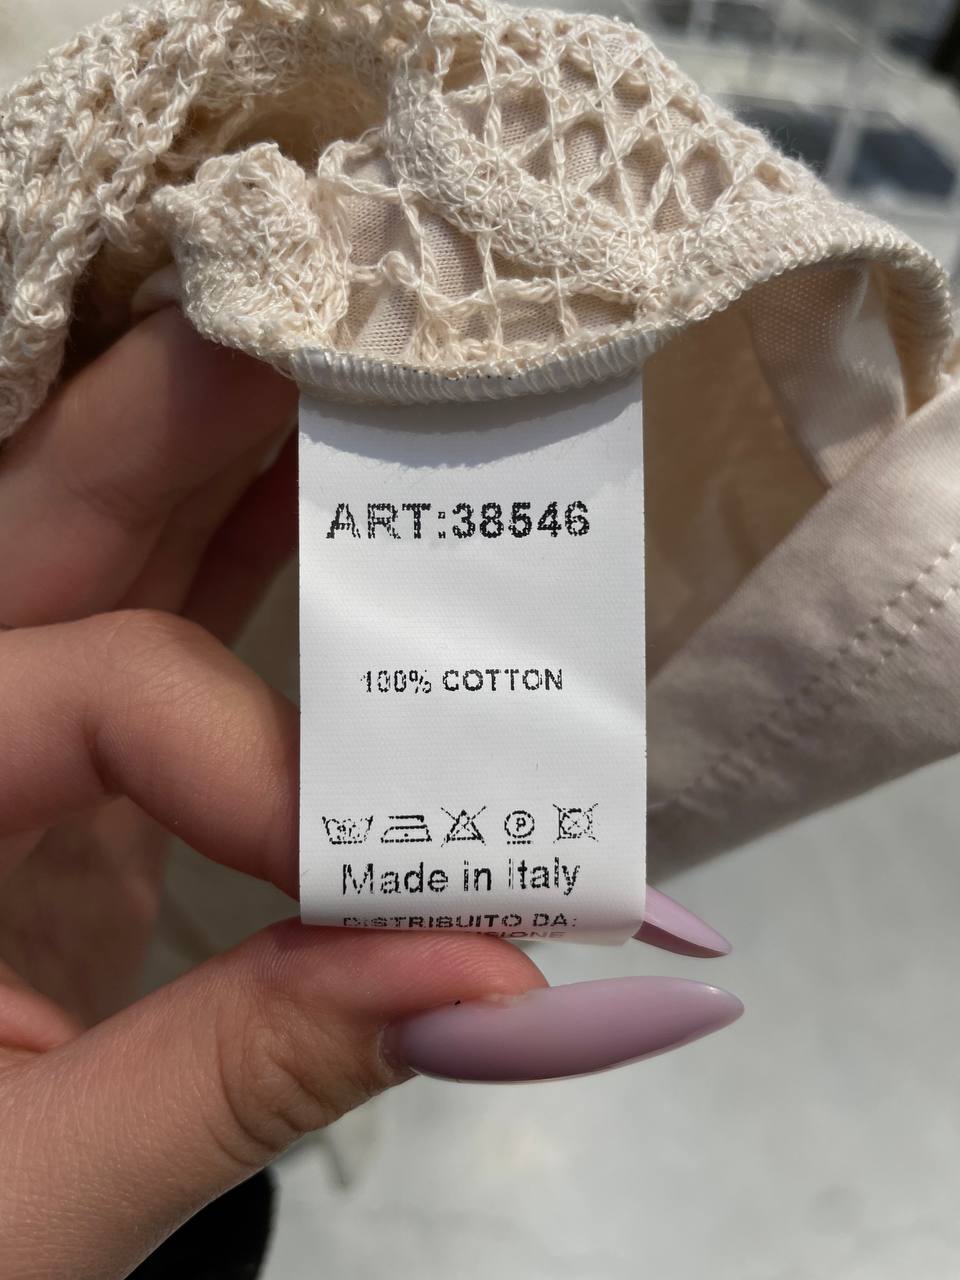 ART:38546
100% COTTON
P
Made in Italy
DISTRIBUITO DA: